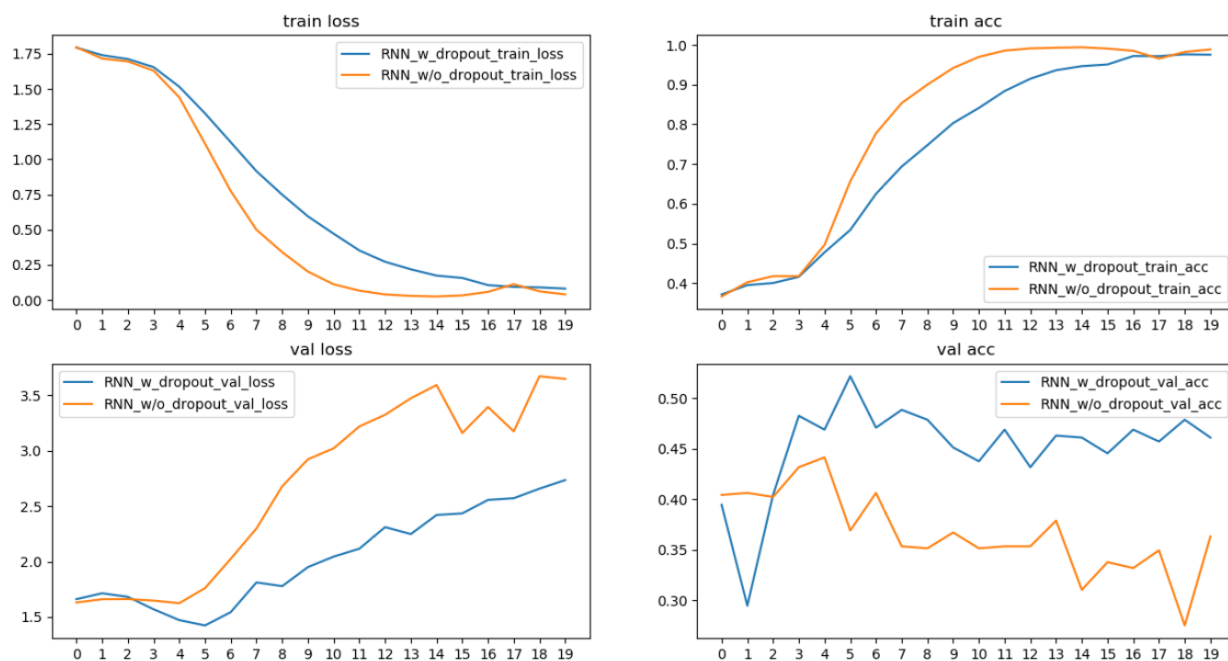 train loss
1.75
1.50
1.25
1.00
0.75
0.50
0.25
0.00
RNN_w_dropout_train_loss
RNN_w/o_dropout_train_loss
0 1 2 3 4 5 6 7 8 9 10 11 12 13 14 15 16 17 18 19
train acc
1.0
0.9
0.8
0.7
0.6
0.5
0.4
RNN_w_dropout_train_acc
RNN_w/o_dropout_train_acc
0 1 2 3 4 5 6 7 8 9 10 11 12 13 14 15 16 17 18 19
val loss
RNN_w_dropout_val_loss
RNN_w/o_dropout_val_loss
3.5
3.0
2.5
2.0
1.5
0 1 2 3 4 5 6 7 8 9 10 11 12 13 14 15 16 17 18 19
val acc
RNN_w_dropout_val_acc
RNN_w/o_dropout_val_acc
0.50
0.45
0.40
0.35
0.30
0 1 2 3 4 5 6 7 8 9 10 11 12 13 14 15 16 17 18 19